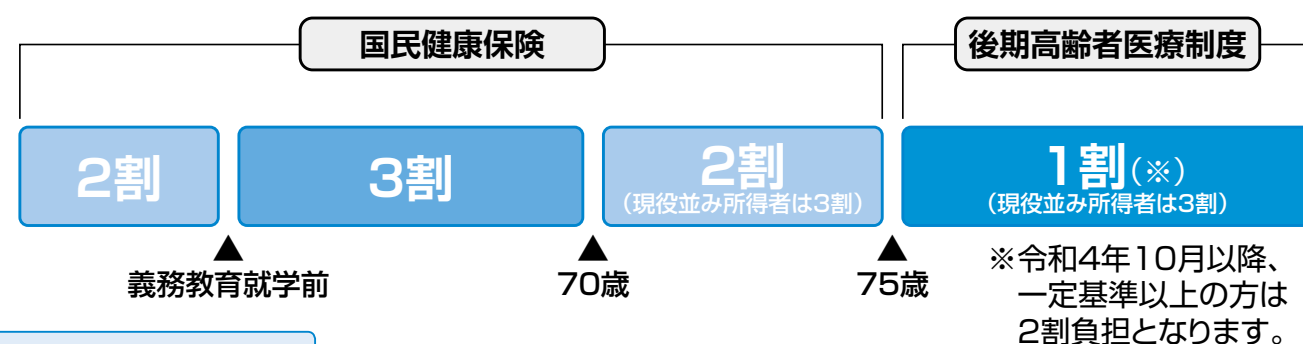 国民健康保険
後期高齢者医療制度
2割
3割
2割
(現役並み所得者は3割)
1割(※)
(現役並み所得者は3割)
▲
▲
▲
義務教育就学前
70歳
75歳
※令和4年10月以降、
一定基準以上の方は
2割負担となります。